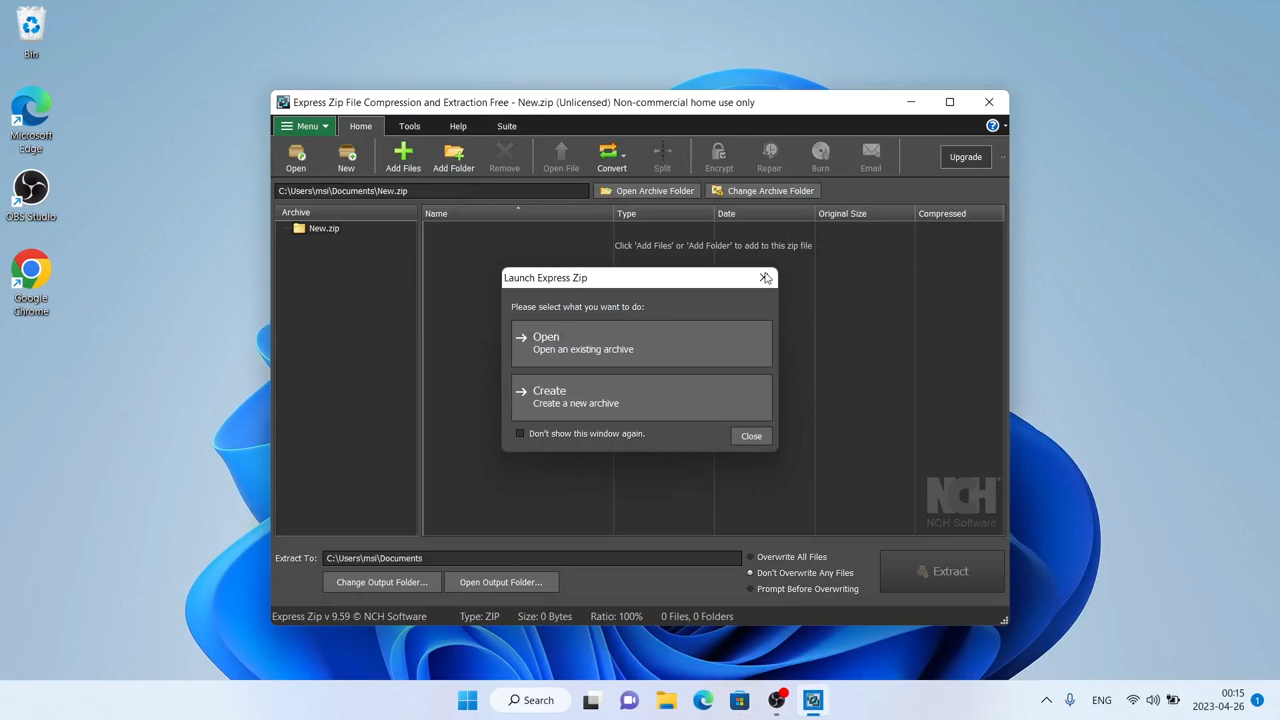 Bin
Microsoft
Edge
OBS Studio
Google
Chrome
Express Zip File Compression and Extraction Free - New.zip (Unlicensed) Non-commercial home use only
Menu Home Tools Help Suite
Open New Add Files Add Folder Remove Open File Convert Split Encrypt Repair Burn Email Upgrade
C:\Users\msi\Documents\New.zip Open Archive Folder Change Archive Folder
Archive Name Type Date Original Size Compressed
New.zip
Click 'Add Files' or 'Add Folder' to add to this zip file
Launch Express Zip
Please select what you want to do:
Open
Open an existing archive
Create
Create a new archive
Don't show this window again. Close
NCH
NCH Software
Extract To: C:\Users\msi\Documents
Change Output Folder... Open Output Folder...
Overwrite All Files
Don't Overwrite Any Files
Prompt Before Overwriting
Extract
Express Zip v 9.59 © NCH Software Type: ZIP Size: 0 Bytes Ratio: 100% 0 Files, 0 Folders
Search
ENG
00:15
2023-04-26
1